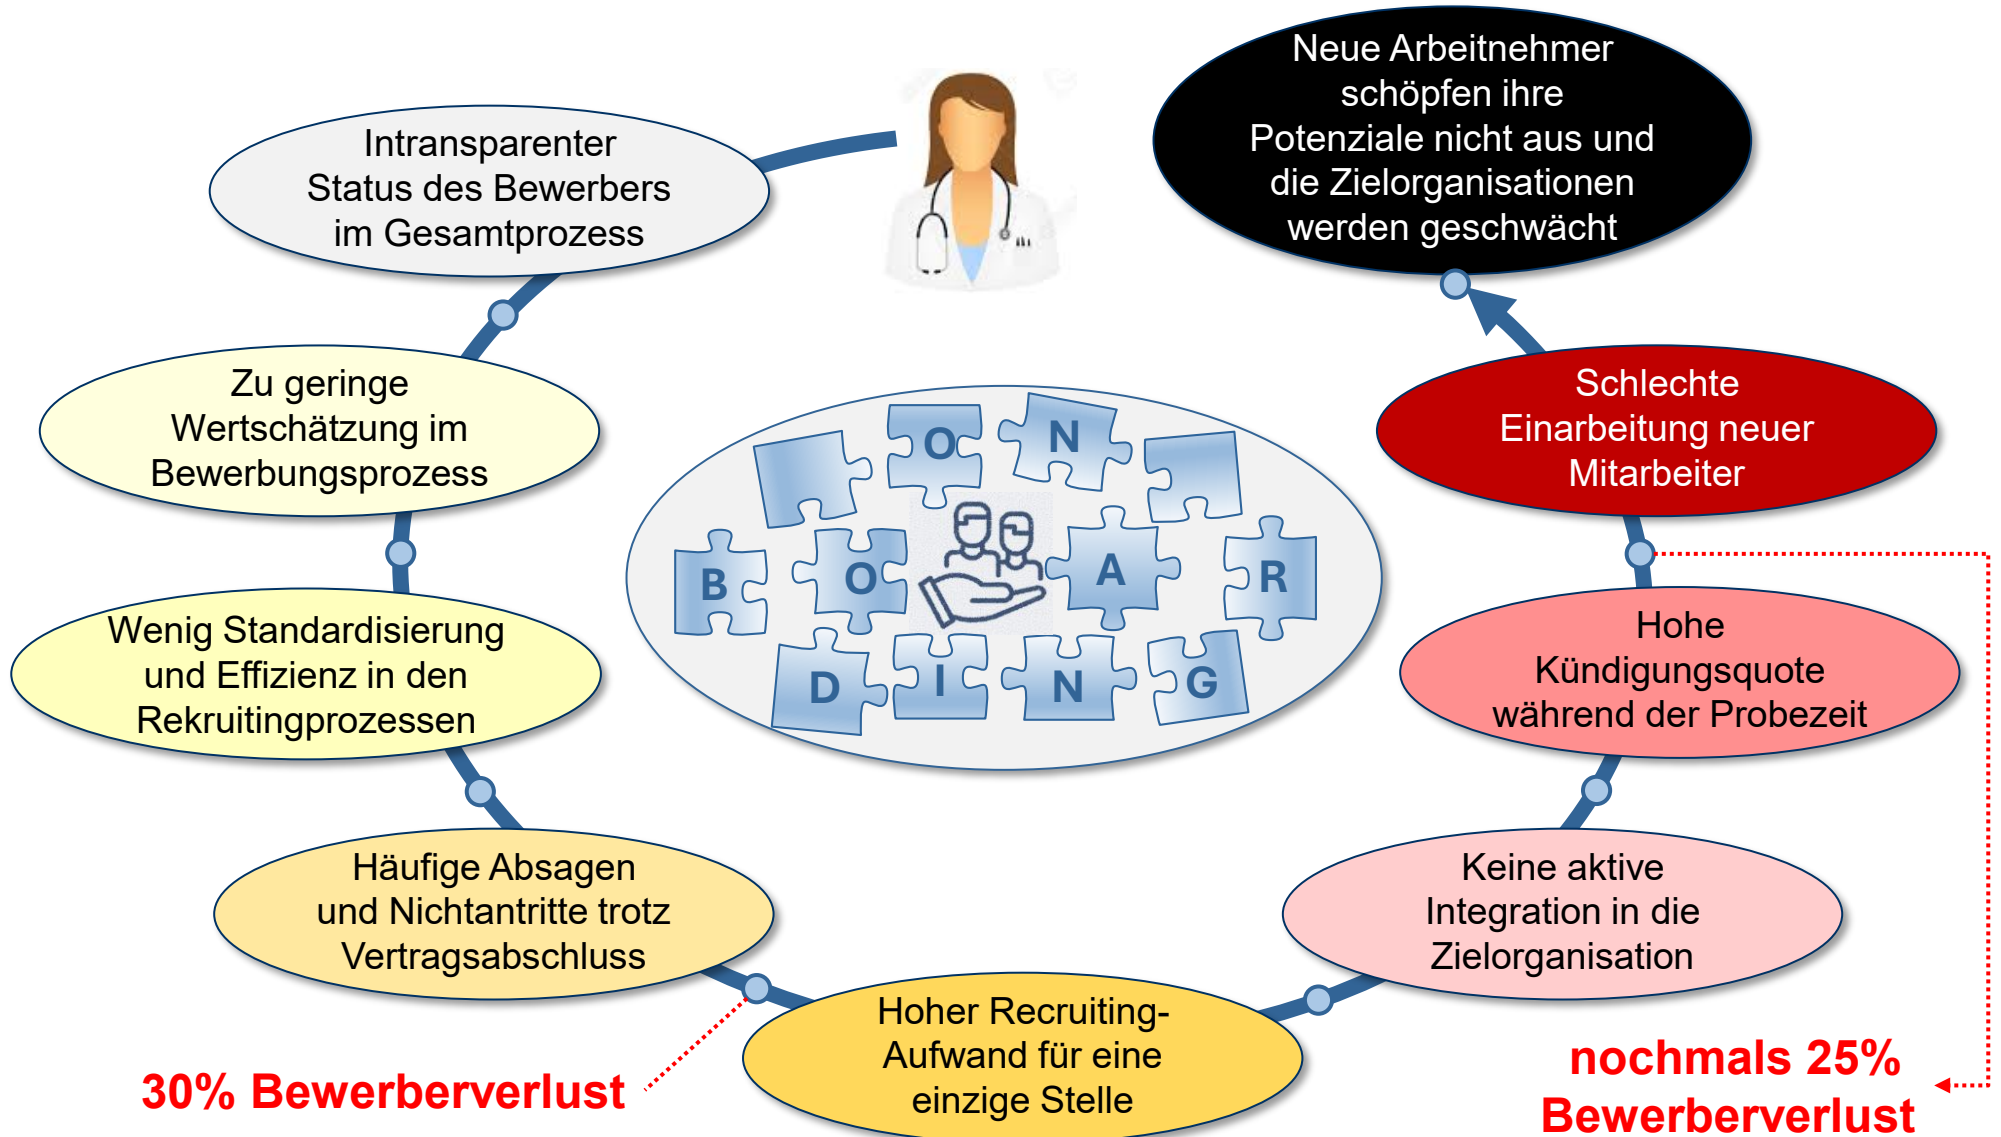 Intransparenter
Status des Bewerbers
im Gesamtprozess
Zu geringe
Wertschätzung im
Bewerbungsprozess
Wenig Standardisierung
und Effizienz in den
Rekruitingprozessen
Häufige Absagen
und Nichtantritte trotz
Vertragsabschluss
30% Bewerberverlust
Hoher Recruiting-
Aufwand für eine
einzige Stelle
Keine aktive
Integration in die
Zielorganisation
Hohe
Kündigungsquote
während der Probezeit
nochmals 25%
Bewerberverlust
Schlechte
Einarbeitung neuer
Mitarbeiter
Neue Arbeitnehmer
schöpfen ihre
Potenziale nicht aus und
die Zielorganisationen
werden geschwächt
O N
B O A R
D I N G